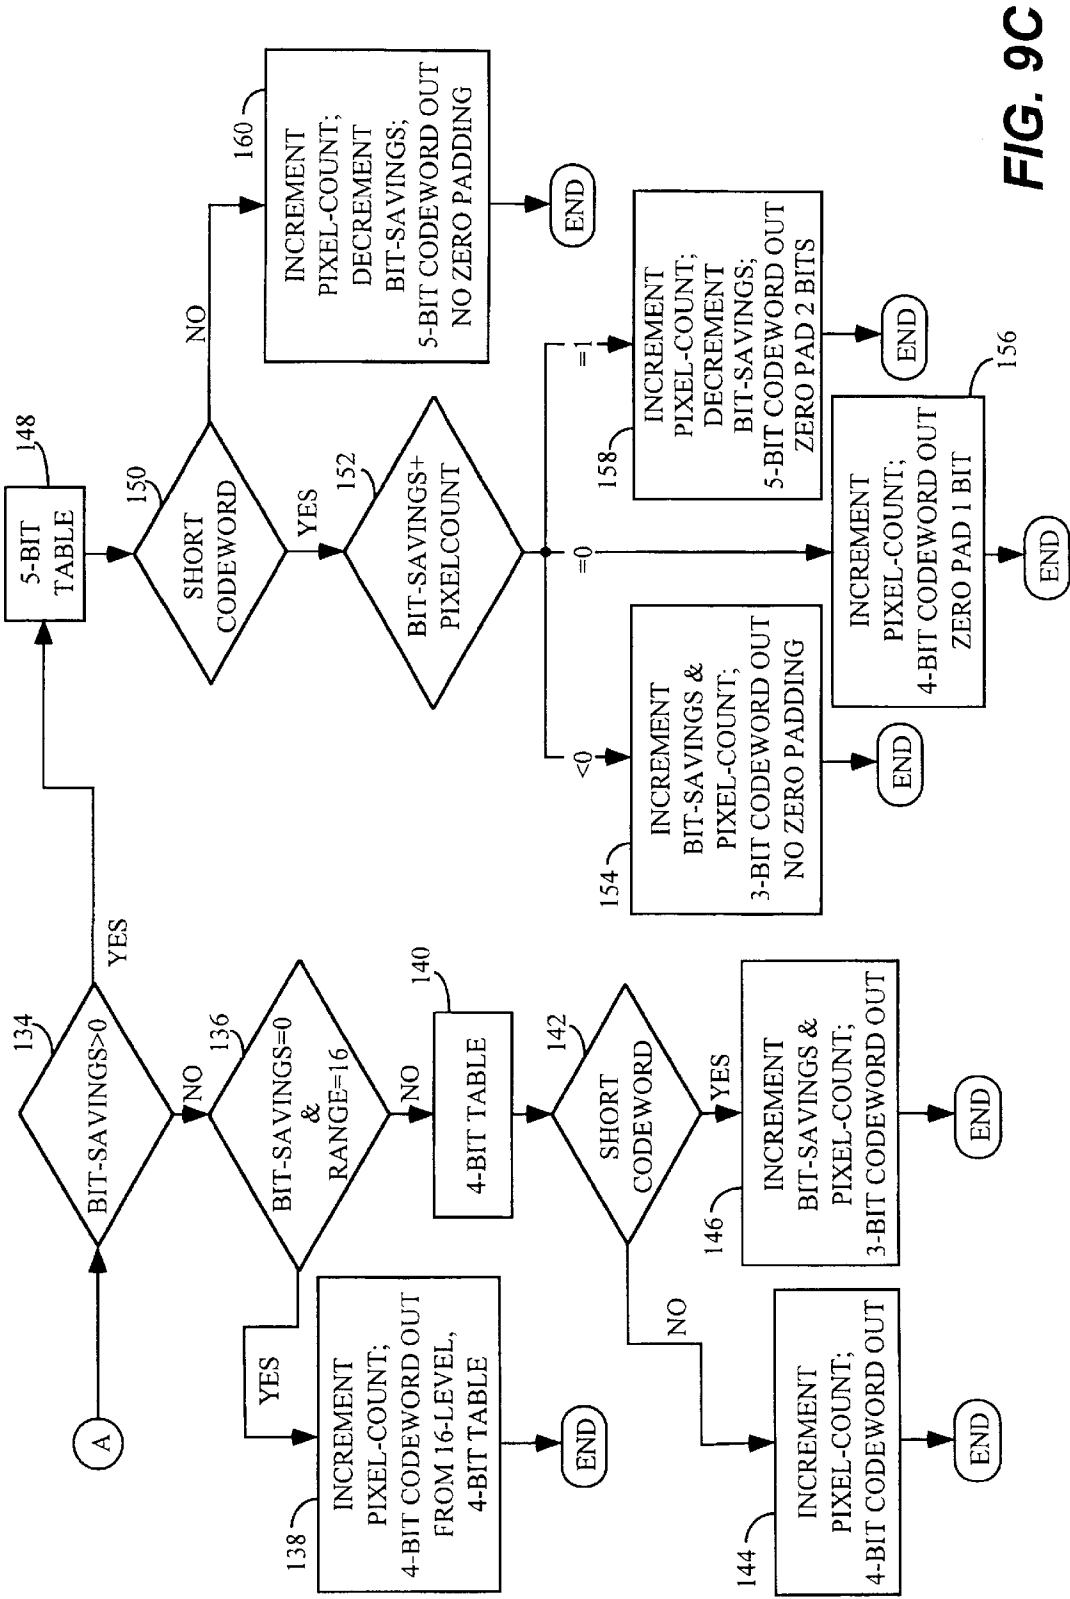 A
134
BIT-SAVINGS>0
YES
NO
136
BIT-SAVINGS=0
&
RANGE=16
YES
NO
138
INCREMENT
PIXEL-COUNT;
4-BIT CODEWORD OUT
FROM 16-LEVEL,
4-BIT TABLE
END
140
4-BIT TABLE
142
SHORT
CODEWORD
NO
YES
144
INCREMENT
PIXEL-COUNT;
4-BIT CODEWORD OUT
END
146
INCREMENT
BIT-SAVINGS &
PIXEL-COUNT;
3-BIT CODEWORD OUT
END
148
5-BIT
TABLE
150
SHORT
CODEWORD
NO
YES
160
INCREMENT
PIXEL-COUNT;
DECREMENT
BIT-SAVINGS;
5-BIT CODEWORD OUT
NO ZERO PADDING
END
152
BIT-SAVINGS+
PIXELCOUNT
<0
=0
=1
154
INCREMENT
BIT-SAVINGS &
PIXEL-COUNT;
3-BIT CODEWORD OUT
NO ZERO PADDING
END
156
INCREMENT
PIXEL-COUNT;
4-BIT CODEWORD OUT
ZERO PAD 1 BIT
END
158
INCREMENT
PIXEL-COUNT;
DECREMENT
BIT-SAVINGS;
5-BIT CODEWORD OUT
ZERO PAD 2 BITS
END
FIG. 9C